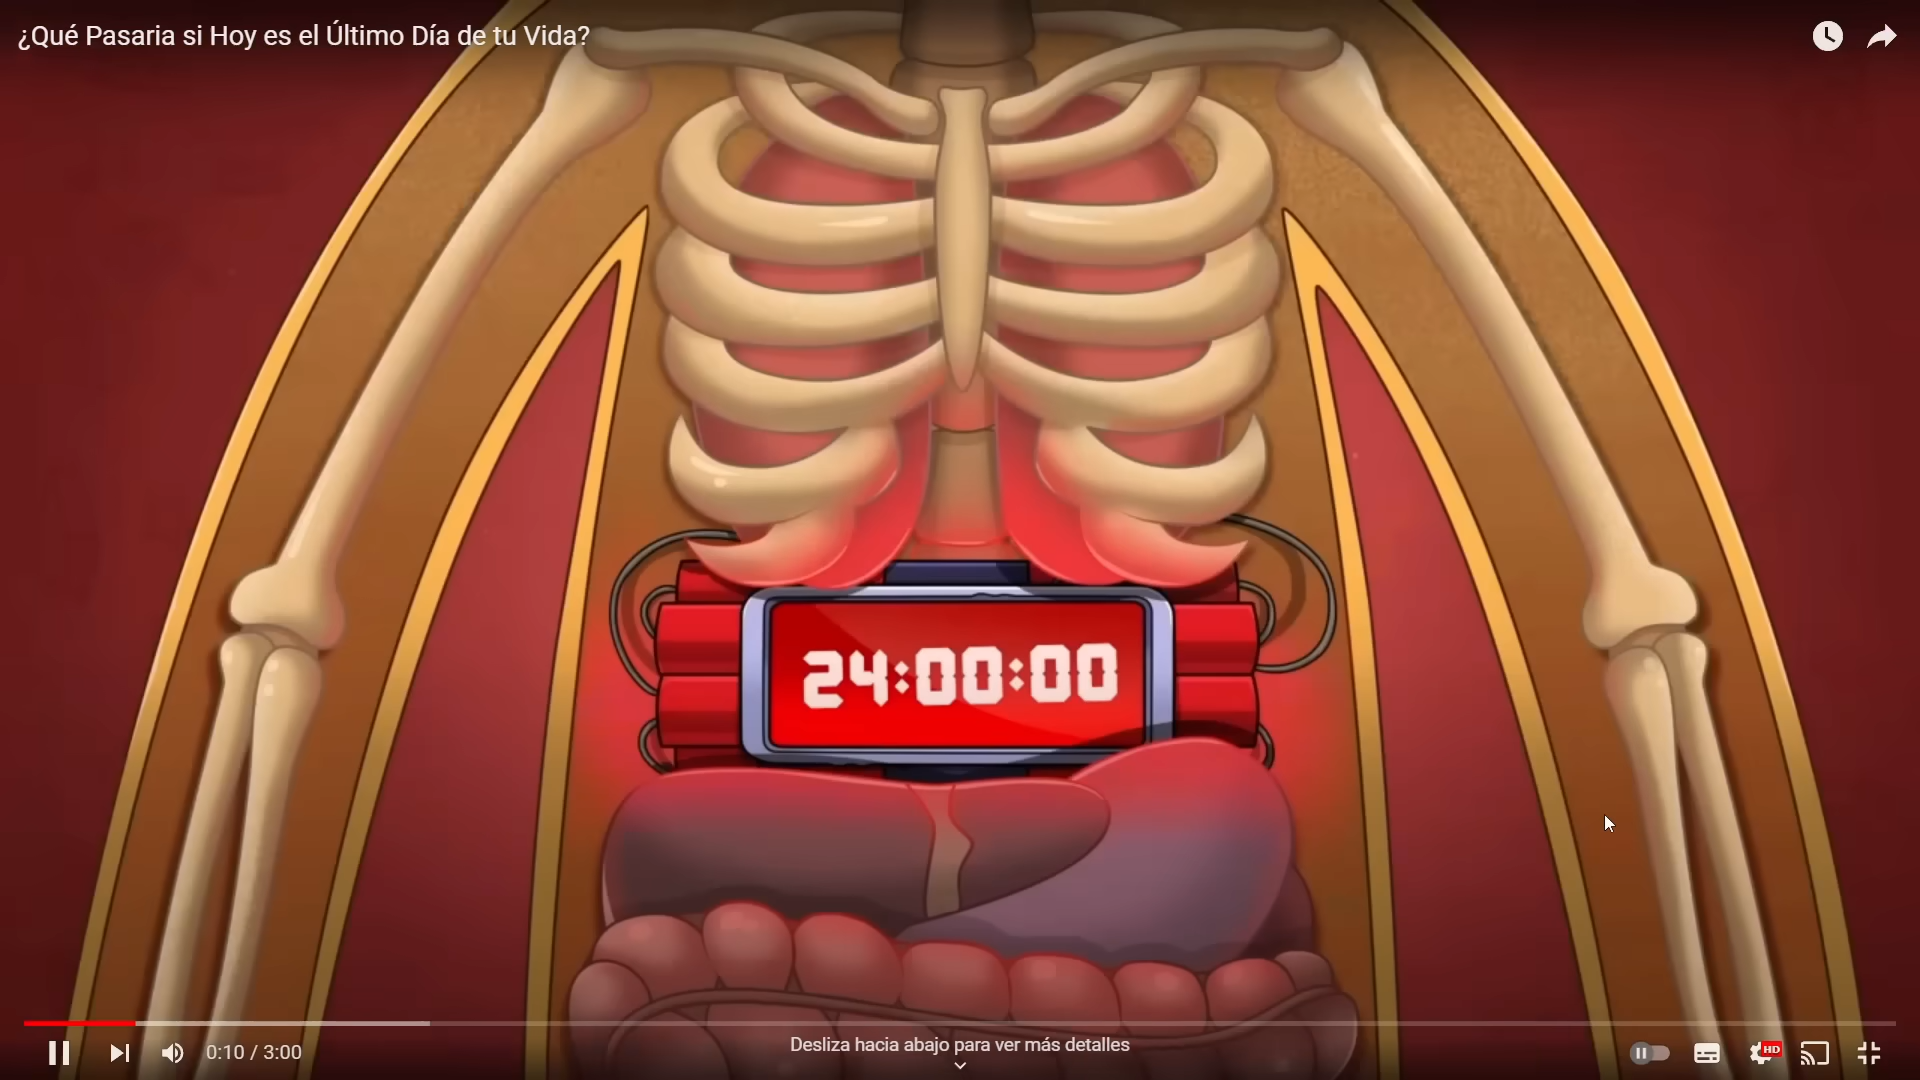 ¿Qué Pasaria si Hoy es el Último Día de tu Vida?
24:00:00
0:10 / 3:00
Desliza hacia abajo para ver más detalles
HD